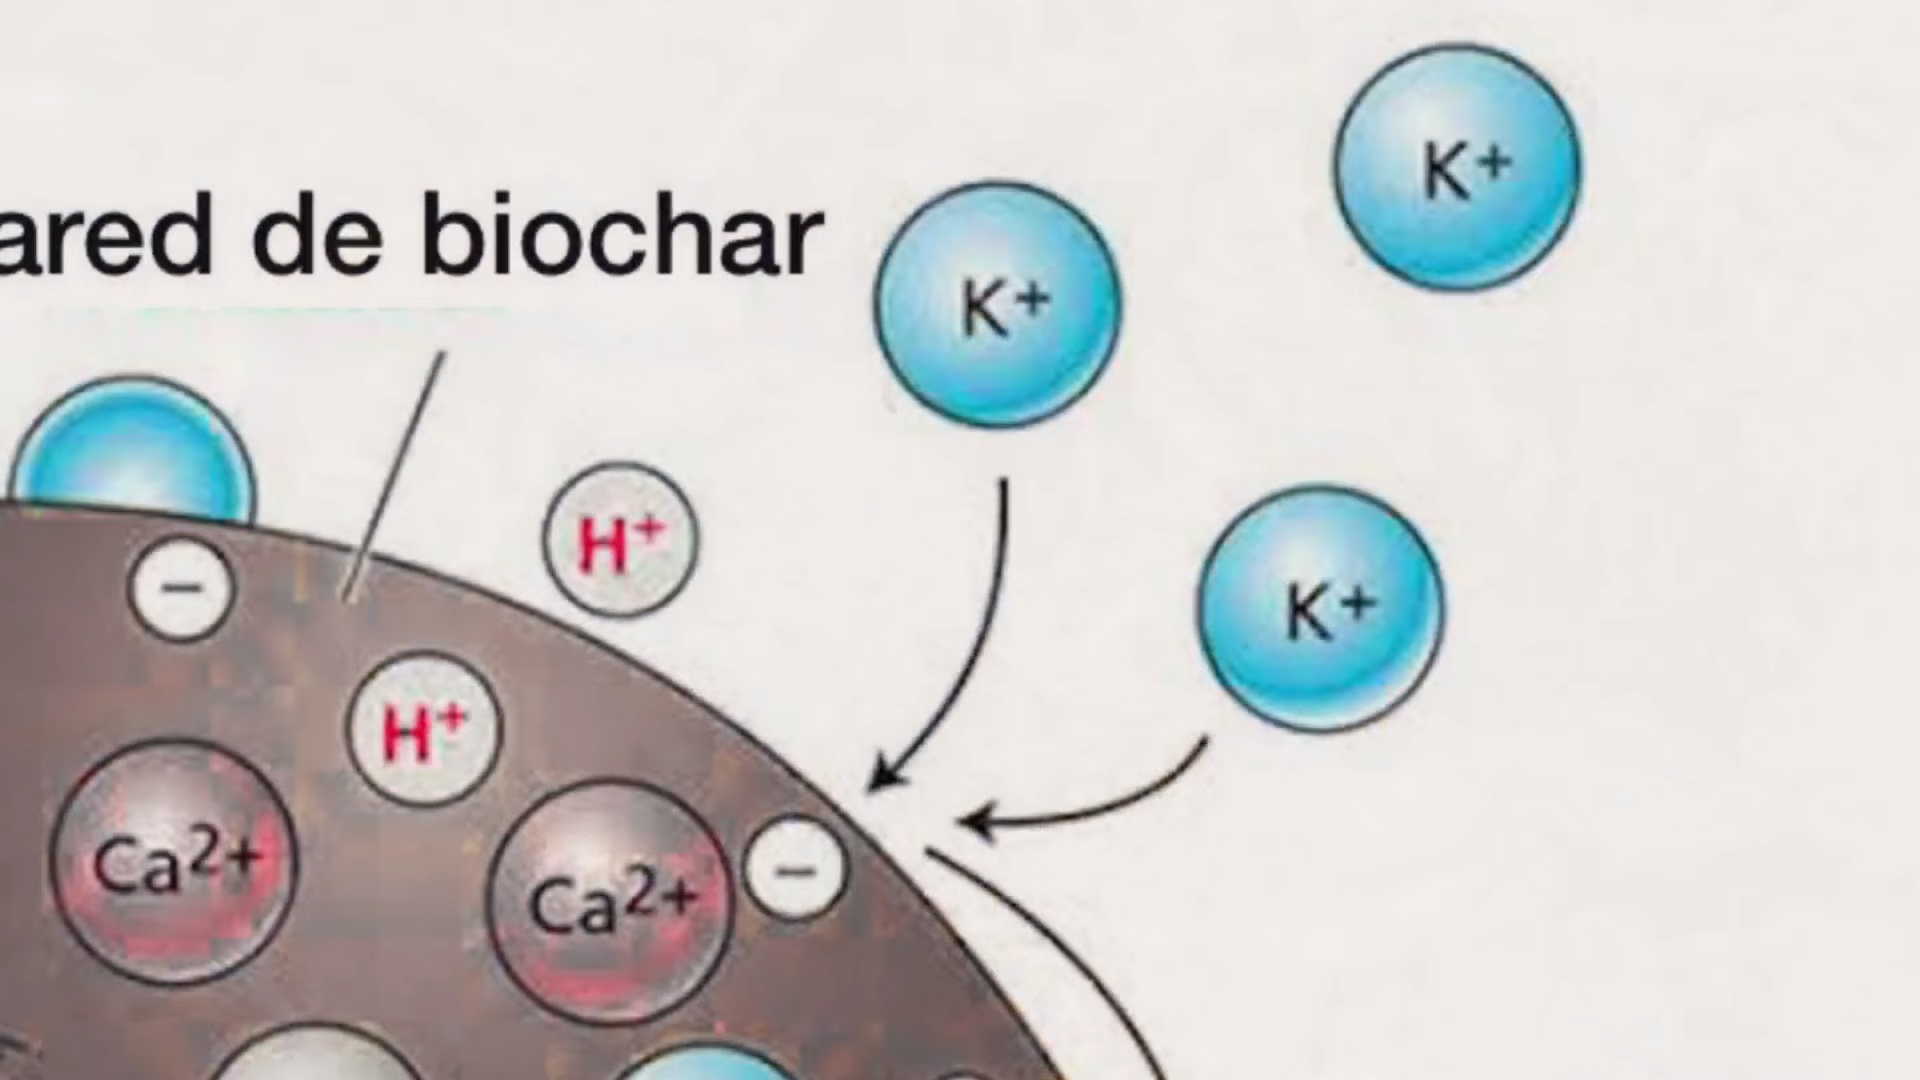 K⁺
ared de biochar
K⁺
H⁺
K⁺
−
H⁺
Ca²⁺
Ca²⁺
−